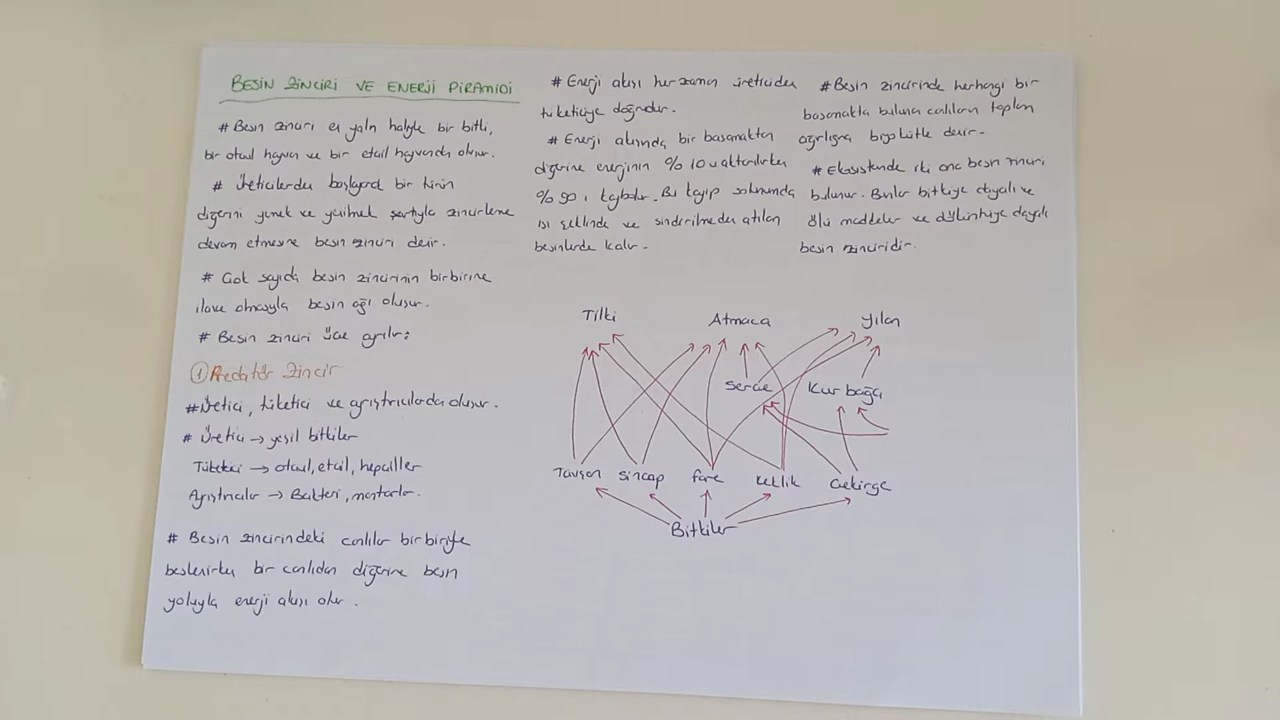 BESİN ZİNCİRİ VE ENERJİ PİRAMİDİ
# Besin zinciri en yalın haliyle bir bitki,
bir otçul hayvan ve bir etçil hayvanda oluşur.
# Üreticilerden başlayarak bir birinin
diğerini yemek ve yenilmek şartıyla zincirleme
devam etmesine besin zinciri denir.
# Çok sayıda besin zincirinin birbirine
ilave olmasıyla besin ağı oluşur.
# Besin zinciri üçe ayrılır:
① Predatör Zincir
# Üretici, tüketici ve ayrıştırıcılarda oluşur.
# Üretici → yeşil bitkiler
Tüketici → otçul, etçil, hepçiller
Ayrıştırıcılar → Bakteri, mantarlar.
# Besin zincirindeki canlılar birbiriyle
beslenirken bir canlıdan diğerine besin
yoluyla enerji akışı olur.
# Enerji akışı her zaman üreticiden
tüketiciye doğrudur.
# Enerji akışında bir basamaktan
diğerine enerjinin %10 u aktarılırken
%90 ı kaybolur. Bu kayıp solunumda
ısı şeklinde ve sindirilmeden atılan
besinlerde kalır.
# Besin zincirinde herhangi bir
basamakta bulunan canlıların toplam
ağırlığına biyokütle denir.
# Ekosistemde iki ana besin zinciri
bulunur. Bunlar bitkiye dayalı ve
ölü maddeler ve döküntüye dayalı
besin zinciridir.
Tilki Atmaca Yılan
Serçe Kurbağa
Tavşan Sincap fare Keklik Çekirge
Bitkiler